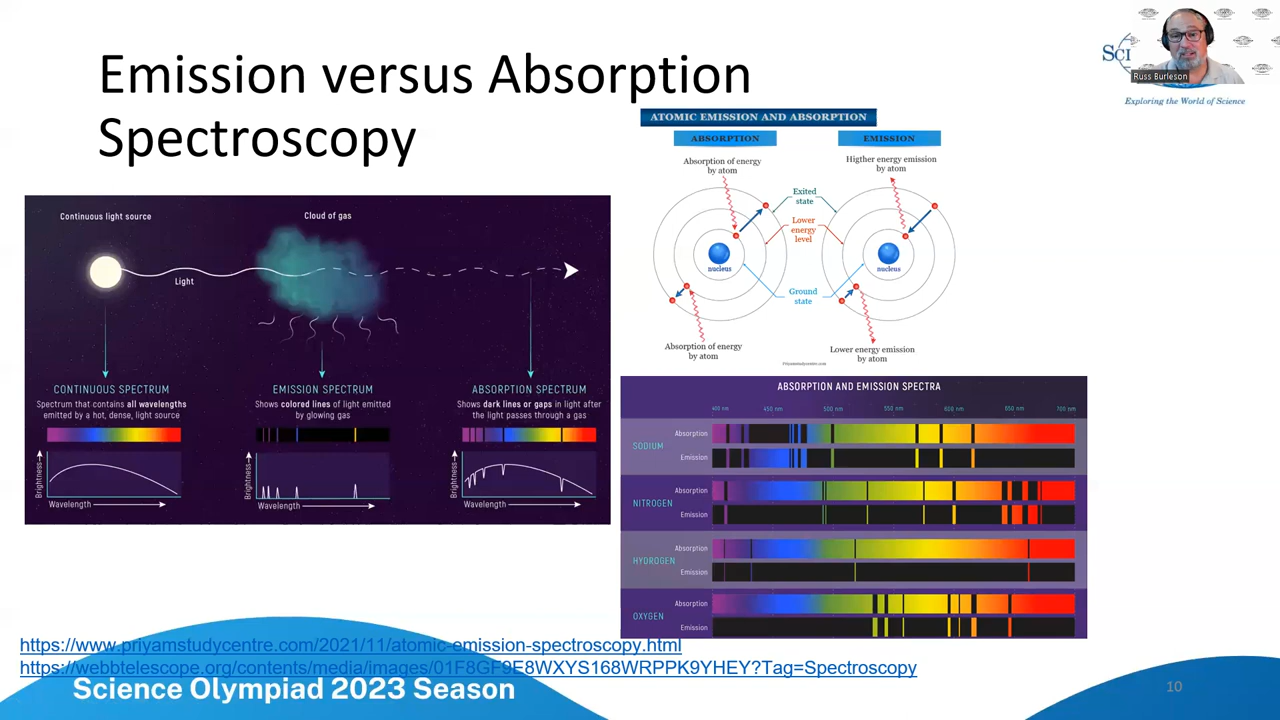 Emission versus Absorption
Spectroscopy
SCI
Russ Burleson
Exploring the World of Science
Continuous light source
Cloud of gas
Light
CONTINUOUS SPECTRUM
Spectrum that contains all wavelengths
emitted by a hot, dense, light source
Brightness
Wavelength
EMISSION SPECTRUM
Shows colored lines of light emitted
by glowing gas
Brightness
Wavelength
ABSORPTION SPECTRUM
Shows dark lines or gaps in light after
the light passes through a gas
Brightness
Wavelength
ATOMIC EMISSION AND ABSORPTION
ABSORPTION
EMISSION
Absorption of energy
by atom
Higther energy emission
by atom
Exited
state
Lower
energy
level
nucleus
nucleus
Ground
state
Absorption of energy
by atom
Lower energy emission
by atom
Priyamstudycentre.com
ABSORPTION AND EMISSION SPECTRA
400 nm 450 nm 500 nm 550 nm 600 nm 650 nm 700 nm
SODIUM
Absorption
Emission
NITROGEN
Absorption
Emission
HYDROGEN
Absorption
Emission
OXYGEN
Absorption
Emission
https://www.priyamstudycentre.com/2021/11/atomic-emission-spectroscopy.html
https://webbtelescope.org/contents/media/images/01F8GF9E8WXYS168WRPPK9YHEY?Tag=Spectroscopy
Science Olympiad 2023 Season
10